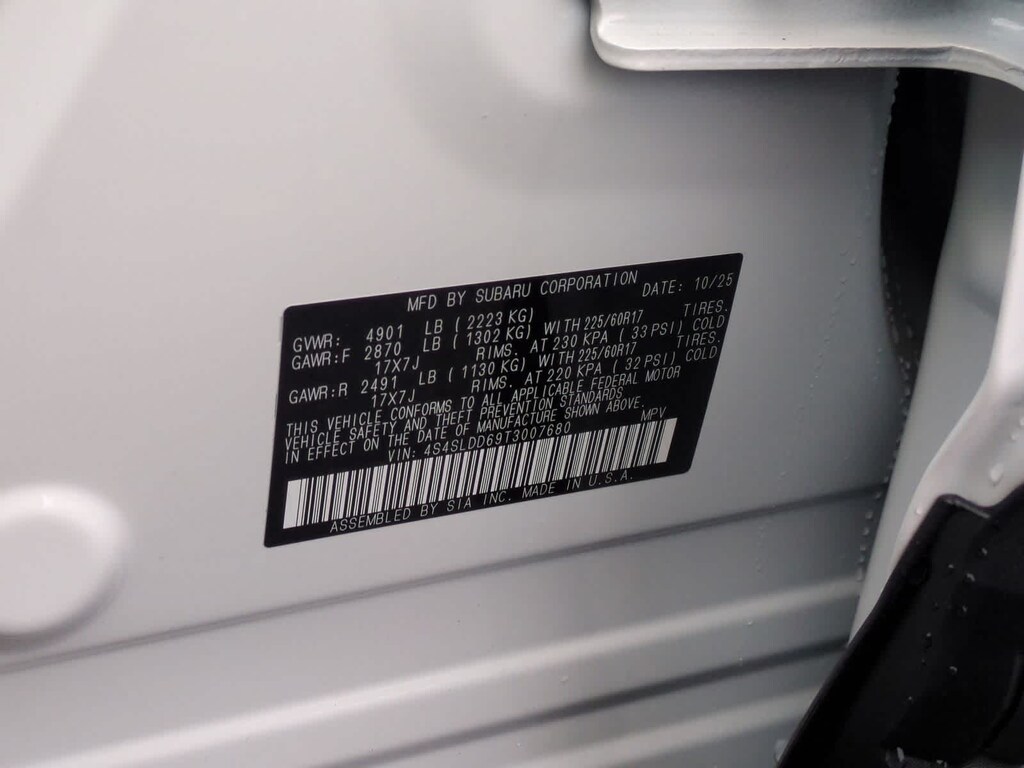 MFD BY SUBARU CORPORATION DATE: 10/25
GVWR: 4901 LB ( 2223 KG)
GAWR:F 2870 LB ( 1302 KG) WITH 225/60R17 TIRES.
17X7J RIMS. AT 230 KPA ( 33 PSI) COLD
GAWR:R 2491 LB ( 1130 KG) WITH 225/60R17 TIRES.
17X7J RIMS. AT 220 KPA ( 32 PSI) COLD
THIS VEHICLE CONFORMS TO ALL APPLICABLE FEDERAL MOTOR
VEHICLE SAFETY AND THEFT PREVENTION STANDARDS
IN EFFECT ON THE DATE OF MANUFACTURE SHOWN ABOVE.
VIN: 4S4SLDD69T3007680 MPV
ASSEMBLED BY SIA INC. MADE IN U.S.A.